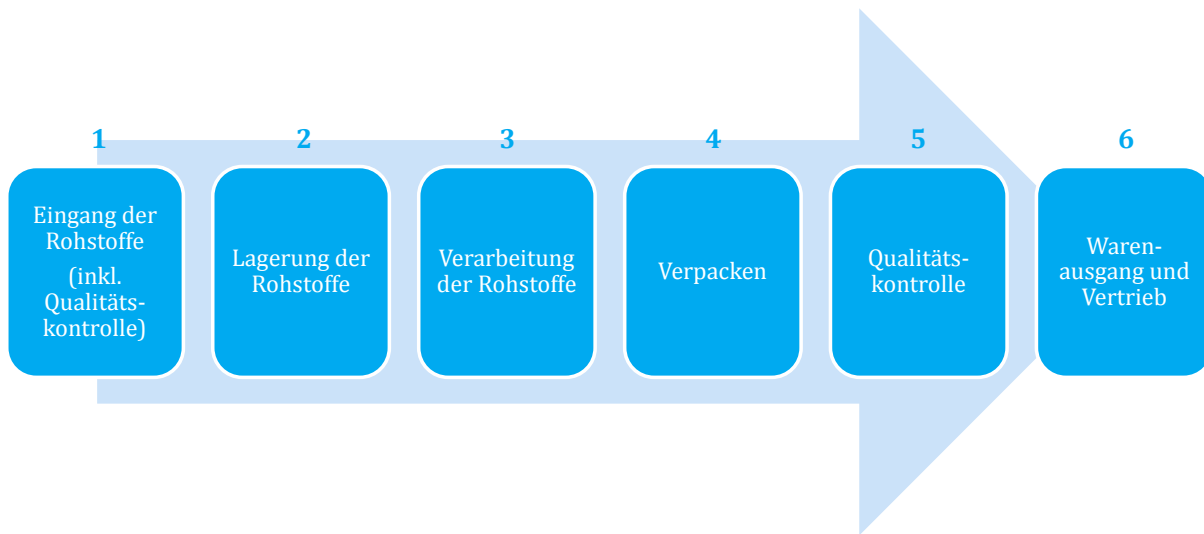 1
Eingang der
Rohstoffe
(inkl.
Qualitäts-
kontrolle)
2
Lagerung der
Rohstoffe
3
Verarbeitung
der Rohstoffe
4
Verpacken
5
Qualitäts-
kontrolle
6
Waren-
ausgang und
Vertrieb